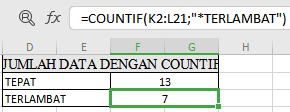 fx =COUNTIF(K2:L21;"*TERLAMBAT")
D E F G H
JUMLAH DATA DENGAN COUNTIF
TEPAT 13
TERLAMBAT 7